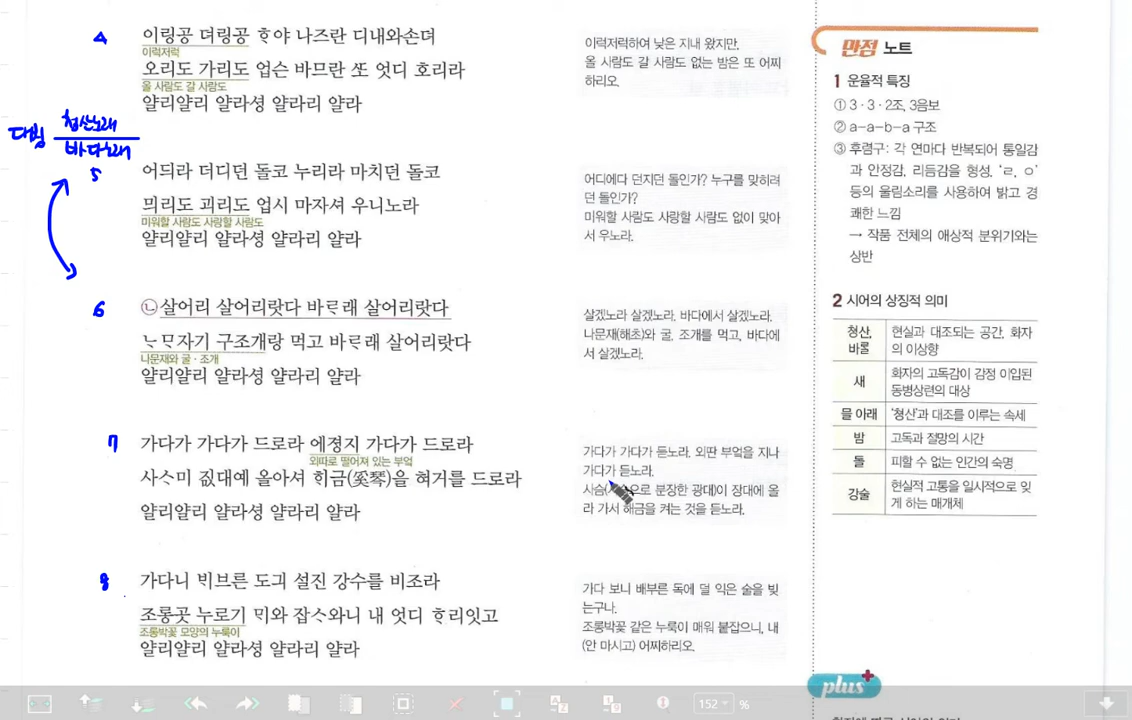 4
이링공 뎌링공 ᄒᆞ야 나즈란 디내와손뎌
이럭저럭
오리도 가리도 업슨 바므란 ᄯᅩ 엇디 호리라
올 사람도 갈 사람도
얄리얄리 얄라셩 얄라리 얄라
이럭저럭하여 낮은 지내 왔지만,
올 사람도 갈 사람도 없는 밤은 또 어찌
하리오.
대칭 청산노래
바다노래
5
어듸라 더디던 돌코 누리라 마치던 돌코
믜리도 괴리도 업시 마자셔 우니노라
미워할 사람도 사랑할 사람도
얄리얄리 얄라셩 얄라리 얄라
어디에다 던지던 돌인가? 누구를 맞히려
던 돌인가?
미워할 사람도 사랑할 사람도 없이 맞아
서 우노라.
6
㉡살어리 살어리랏다 바ᄅᆞ래 살어리랏다
ᄂᆞᄆᆞ자기 구조개랑 먹고 바ᄅᆞ래 살어리랏다
나문재와 굴·조개
얄리얄리 얄라셩 얄라리 얄라
살겠노라 살겠노라. 바다에서 살겠노라.
나문재(해초)와 굴, 조개를 먹고, 바다에
서 살겠노라.
7
가다가 가다가 드로라 에졍지 가다가 드로라
외따로 떨어져 있는 부엌
사ᄉᆞ미 짒대예 올아셔 ᄒᆡ금(奚琴)을 혀거를 드로라
얄리얄리 얄라셩 얄라리 얄라
가다가 가다가 듣노라. 외딴 부엌을 지나
가다가 듣노라.
사슴( 으로 분장한 광대)이 장대에 올
라 가서 해금을 켜는 것을 듣노라.
8
가다니 ᄇᆡ브른 도긔 설진 강수를 비조라
조롱곳 누로기 ᄆᆡ와 잡ᄉᆞ와니 내 엇디 ᄒᆞ리잇고
조롱박꽃 모양의 누룩이
얄리얄리 얄라셩 얄라리 얄라
가다 보니 배부른 독에 덜 익은 술을 빚
는구나.
조롱박꽃 같은 누룩이 매워 붙잡으니, 내
(안 마시고) 어찌하리오.
만점 노트
1 운율적 특징
① 3·3·2조, 3음보
② a-a-b-a 구조
③ 후렴구: 각 연마다 반복되어 통일감
과 안정감, 리듬감을 형성. ‘ㄹ, ㅇ’
등의 울림소리를 사용하여 밝고 경
쾌한 느낌
→ 작품 전체의 애상적 분위기와는
상반
2 시어의 상징적 의미
청산, 바롤 현실과 대조되는 공간, 화자
의 이상향
새 화자의 고독감이 감정 이입된
동병상련의 대상
믈 아래 ‘청산’과 대조를 이루는 속세
밤 고독과 절망의 시간
돌 피할 수 없는 인간의 숙명
강술 현실적 고통을 일시적으로 잊
게 하는 매개체
plus
152 %